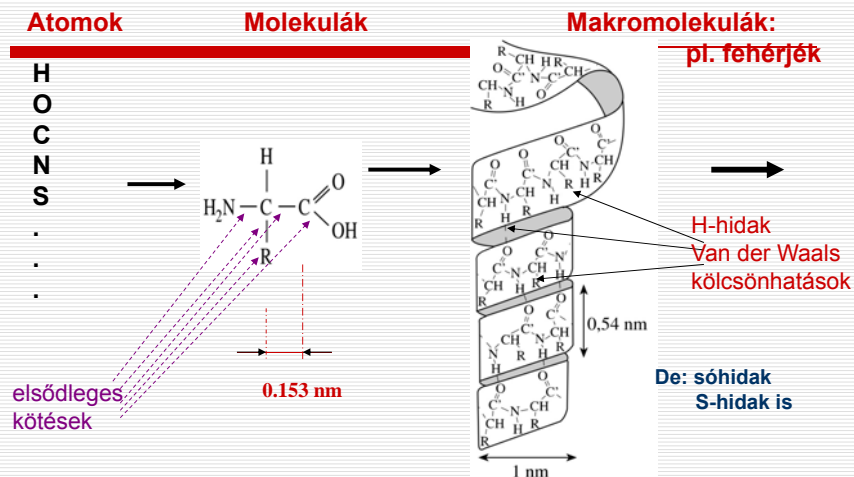 Atomok
Molekulák
Makromolekulák:
pl. fehérjék
H
O
C
N
S
.
.
.
H
H₂N—C—C
O
OH
R
0.153 nm
elsődleges
kötések
H-hidak
Van der Waals
kölcsönhatások
0,54 nm
De: sóhidak
S-hidak is
1 nm